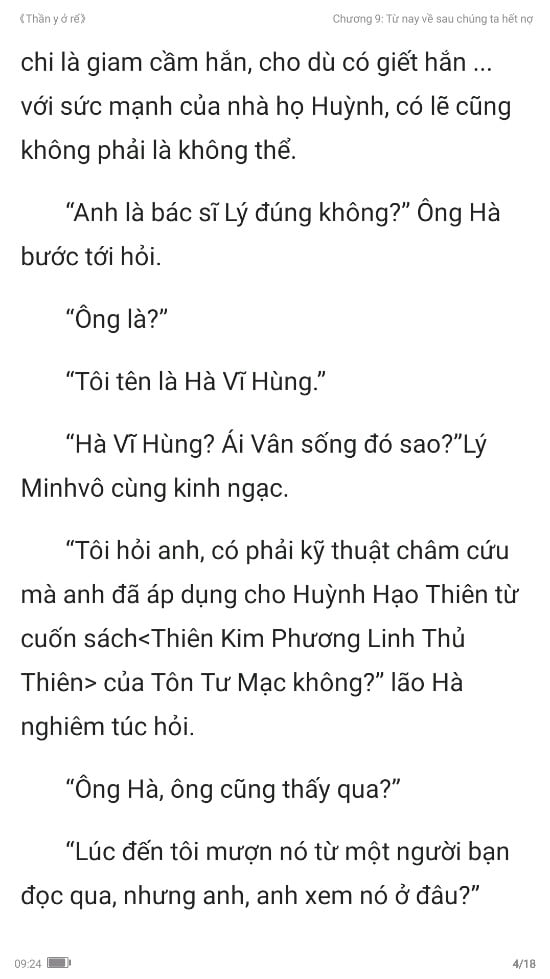 《Thần y ở rể》
Chương 9: Từ nay về sau chúng ta hết nợ
chi là giam cầm hắn, cho dù có giết hắn ...
với sức mạnh của nhà họ Huỳnh, có lẽ cũng
không phải là không thể.
“Anh là bác sĩ Lý đúng không?” Ông Hà
bước tới hỏi.
“Ông là?”
“Tôi tên là Hà Vĩ Hùng.”
“Hà Vĩ Hùng? Ái Vân sống đó sao?”Lý
Minhvô cùng kinh ngạc.
“Tôi hỏi anh, có phải kỹ thuật châm cứu
mà anh đã áp dụng cho Huỳnh Hạo Thiên từ
cuốn sách<Thiên Kim Phương Linh Thủ
Thiên> của Tôn Tư Mạc không?” lão Hà
nghiêm túc hỏi.
“Ông Hà, ông cũng thấy qua?”
“Lúc đến tôi mượn nó từ một người bạn
đọc qua, nhưng anh, anh xem nó ở đâu?”
09:24
4/18